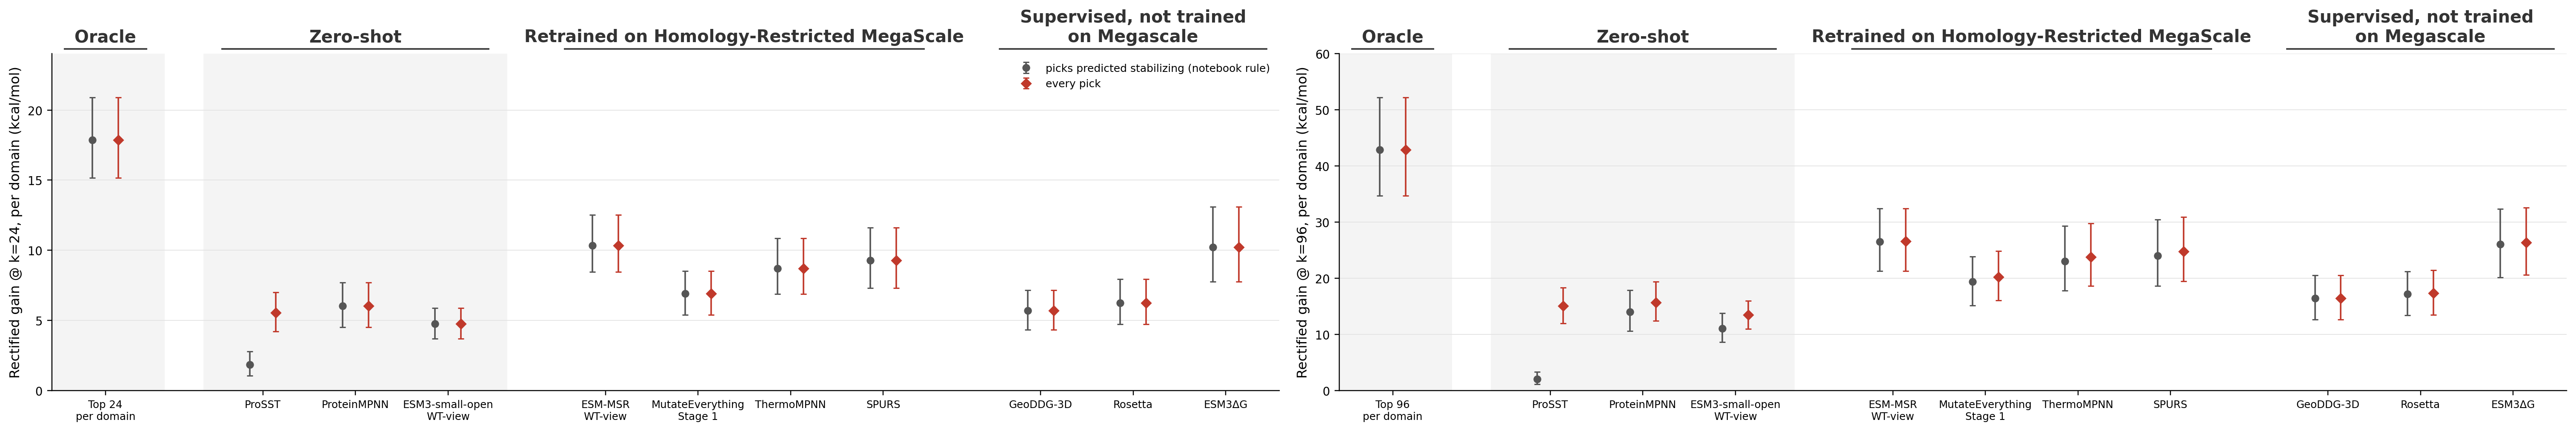 Oracle
Zero-shot
Retrained on Homology-Restricted MegaScale
Supervised, not trained
on Megascale
picks predicted stabilizing (notebook rule)
every pick
Rectified gain @ k=24, per domain (kcal/mol)
20
15
10
5
0
Top 24
per domain
ProSST
ProteinMPNN
ESM3-small-open
WT-view
ESM-MSR
WT-view
MutateEverything
Stage 1
ThermoMPNN
SPURS
GeoDDG-3D
Rosetta
ESM3ΔG
Oracle
Zero-shot
Retrained on Homology-Restricted MegaScale
Supervised, not trained
on Megascale
Rectified gain @ k=96, per domain (kcal/mol)
60
50
40
30
20
10
0
Top 96
per domain
ProSST
ProteinMPNN
ESM3-small-open
WT-view
ESM-MSR
WT-view
MutateEverything
Stage 1
ThermoMPNN
SPURS
GeoDDG-3D
Rosetta
ESM3ΔG